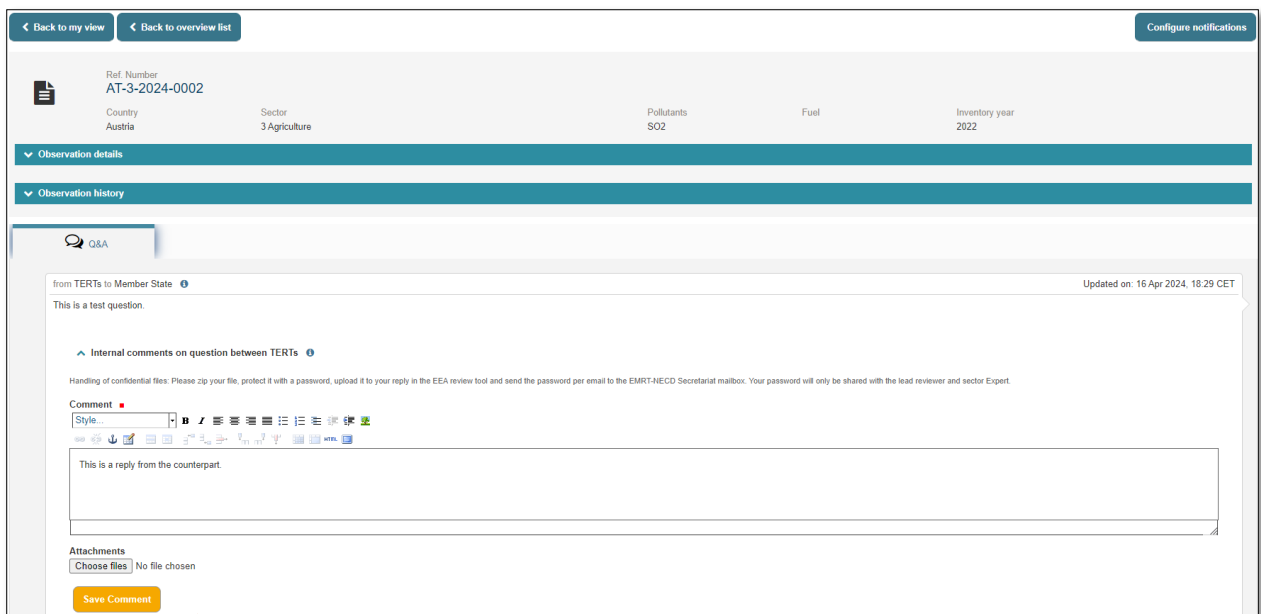 Back to my view Back to overview list Configure notifications
Ref. Number
AT-3-2024-0002
Country Sector Pollutants Fuel Inventory year
Austria 3 Agriculture SO2 2022
Observation details
Observation history
Q&A
from TERTs to Member State Updated on: 16 Apr 2024, 18:29 CET
This is a test question.
Internal comments on question between TERTs
Handling of confidential files: Please zip your file, protect it with a password, upload it to your reply in the EEA review tool and send the password per email to the EMRT-NECD Secretariat mailbox. Your password will only be shared with the lead reviewer and sector Expert.
Comment
Style... B I
HTML
This is a reply from the counterpart.
Attachments
Choose files No file chosen
Save Comment